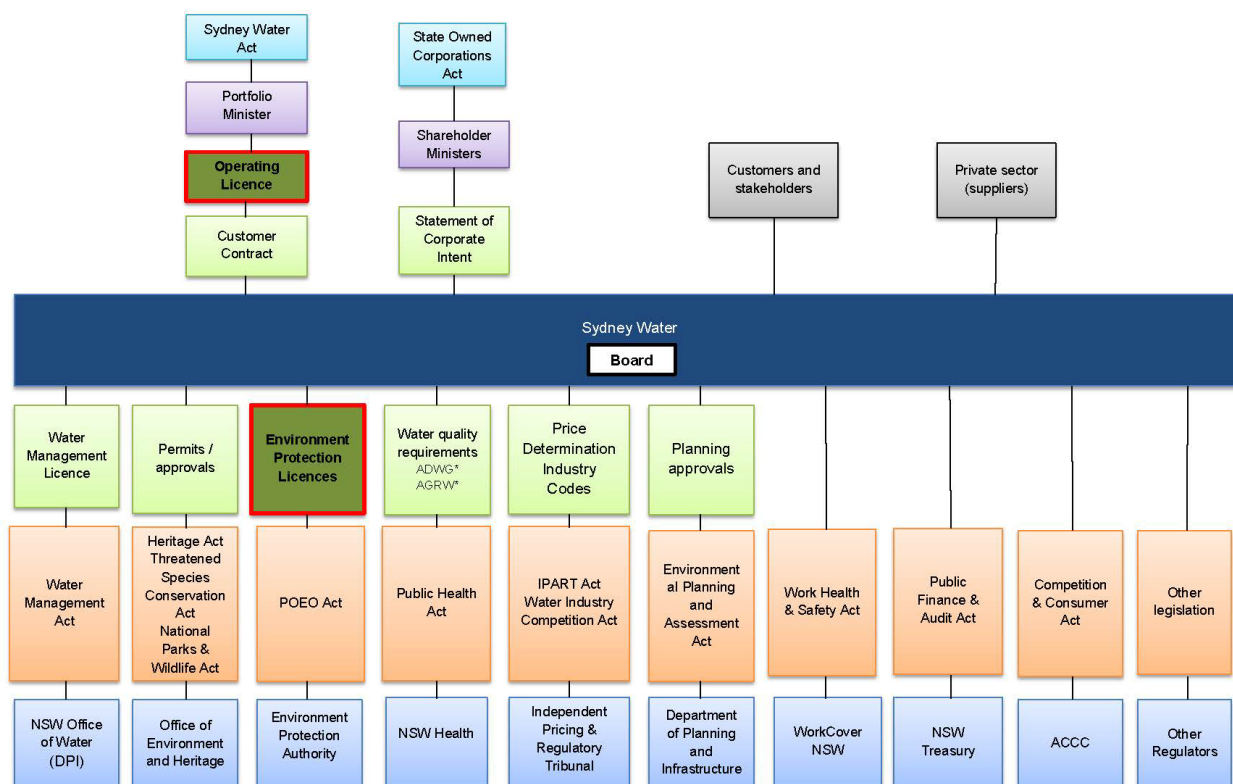 Sydney Water
Act
State Owned
Corporations
Act
Portfolio
Minister
Shareholder
Ministers
Operating
Licence
Customers and
stakeholders
Private sector
(suppliers)
Customer
Contract
Statement of
Corporate
Intent
Sydney Water
Board
Water
Management
Licence
Permits /
approvals
Environment
Protection
Licences
Water quality
requirements
ADWG*
AGRW*
Price
Determination
Industry
Codes
Planning
approvals
Water
Management
Act
Heritage Act
Threatened
Species
Conservation
Act
National
Parks &
Wildlife Act
POEO Act
Public Health
Act
IPART Act
Water Industry
Competition Act
Environment
al Planning
and
Assessment
Act
Work Health
& Safety Act
Public
Finance &
Audit Act
Competition
& Consumer
Act
Other
legislation
NSW Office
of Water
(DPI)
Office of
Environment
and Heritage
Environment
Protection
Authority
NSW Health
Independent
Pricing &
Regulatory
Tribunal
Department
of Planning
and
Infrastructure
WorkCover
NSW
NSW
Treasury
ACCC
Other
Regulators